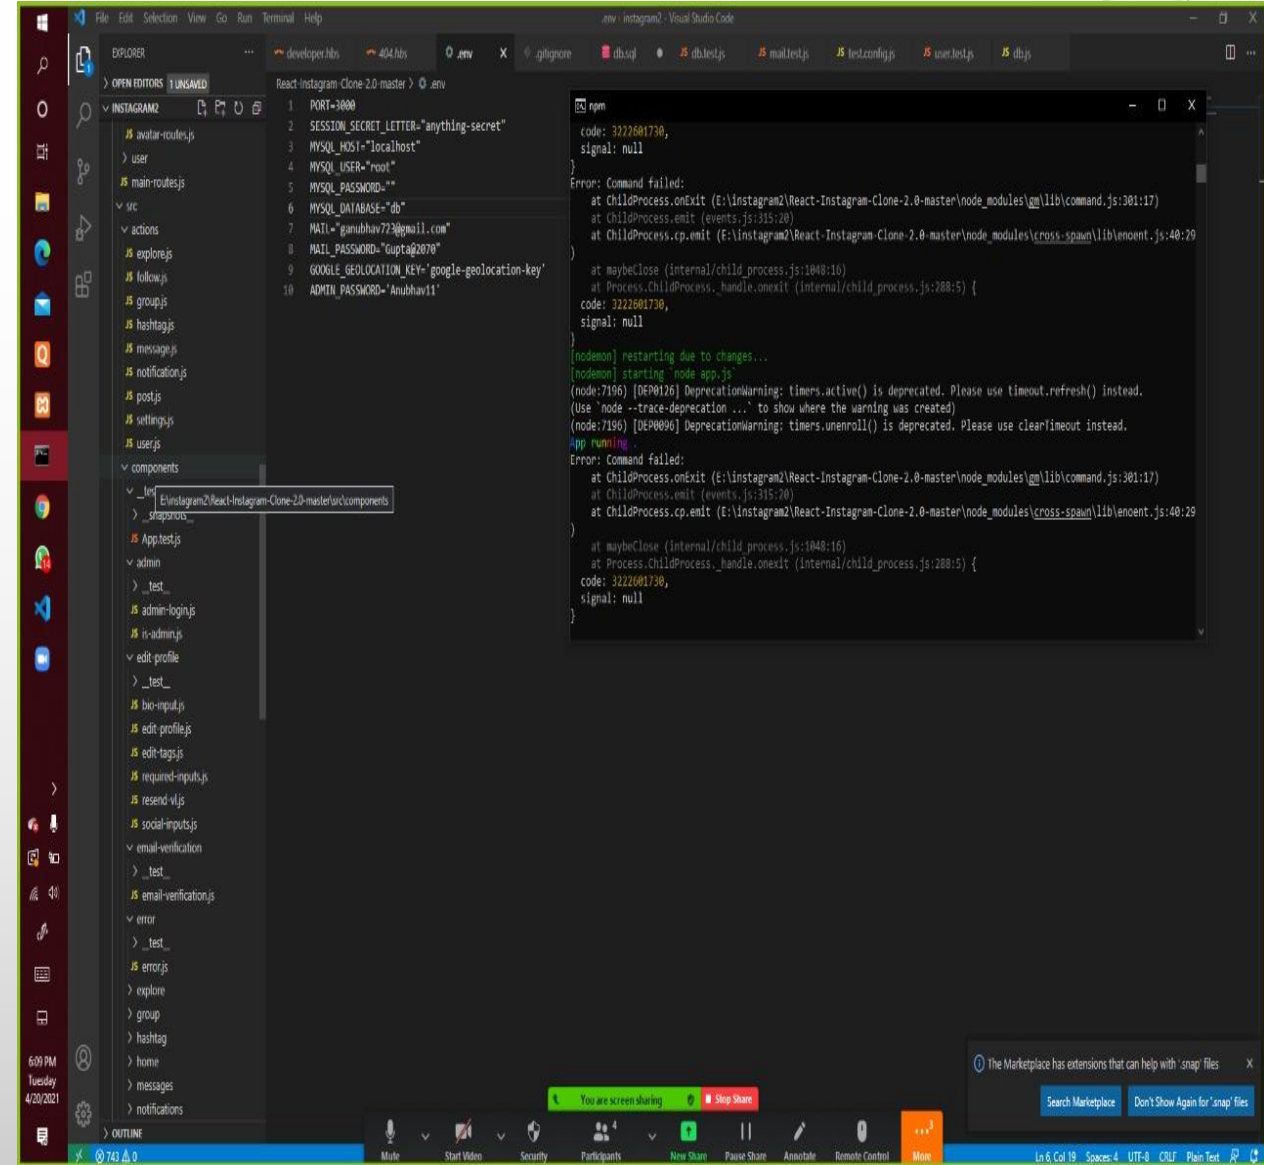 File Edit Selection View Go Run Terminal Help
.env - instagram2 - Visual Studio Code
EXPLORER
developer.hbs 404.hbs .env X .gitignore db.sql db.test.js mail.test.js test.config.js user.test.js db.js
OPEN EDITORS 1 UNSAVED
INSTAGRAM2
avatar-routes.js
user
main-routes.js
src
actions
explore.js
follow.js
group.js
hashtag.js
message.js
notification.js
post.js
settings.js
user.js
components
E:\instagram2\React-Instagram-Clone-2.0-master\src\components
__snapshots__
App.test.js
admin
__test__
admin-login.js
is-admin.js
edit-profile
__test__
bio-input.js
edit-profile.js
edit-tags.js
required-inputs.js
resend-vl.js
social-inputs.js
email-verification
__test__
email-verification.js
error
__test__
error.js
explore
group
hashtag
home
messages
notifications
OUTLINE
React-Instagram-Clone-2.0-master > .env
1 PORT=3000
2 SESSION_SECRET_LETTER="anything-secret"
3 MYSQL_HOST="localhost"
4 MYSQL_USER="root"
5 MYSQL_PASSWORD=""
6 MYSQL_DATABASE="db"
7 MAIL="ganubhav723@gmail.com"
8 MAIL_PASSWORD="Gupta@2070"
9 GOOGLE_GEOLOCATION_KEY='google-geolocation-key'
10 ADMIN_PASSWORD='Anubhav11'
npm
code: 3222601730,
signal: null
}
Error: Command failed:
at ChildProcess.onExit (E:\instagram2\React-Instagram-Clone-2.0-master\node_modules\gm\lib\command.js:301:17)
at ChildProcess.emit (events.js:315:20)
at ChildProcess.cp.emit (E:\instagram2\React-Instagram-Clone-2.0-master\node_modules\cross-spawn\lib\enoent.js:40:29
)
at maybeClose (internal/child_process.js:1048:16)
at Process.ChildProcess._handle.onexit (internal/child_process.js:288:5) {
code: 3222601730,
signal: null
}
[nodemon] restarting due to changes...
[nodemon] starting `node app.js`
(node:7196) [DEP0126] DeprecationWarning: timers.active() is deprecated. Please use timeout.refresh() instead.
(Use `node --trace-deprecation ...` to show where the warning was created)
(node:7196) [DEP0096] DeprecationWarning: timers.unenroll() is deprecated. Please use clearTimeout instead.
App running .
Error: Command failed:
at ChildProcess.onExit (E:\instagram2\React-Instagram-Clone-2.0-master\node_modules\gm\lib\command.js:301:17)
at ChildProcess.emit (events.js:315:20)
at ChildProcess.cp.emit (E:\instagram2\React-Instagram-Clone-2.0-master\node_modules\cross-spawn\lib\enoent.js:40:29
)
at maybeClose (internal/child_process.js:1048:16)
at Process.ChildProcess._handle.onexit (internal/child_process.js:288:5) {
code: 3222601730,
signal: null
}
The Marketplace has extensions that can help with '.snap' files
Search Marketplace Don't Show Again for '.snap' files
You are screen sharing Stop Share
4
3
Mute Start Video Security Participants New Share Pause Share Annotate Remote Control More
6:09 PM
Tuesday
4/20/2021
743 0
Ln 6, Col 19 Spaces: 4 UTF-8 CRLF Plain Text